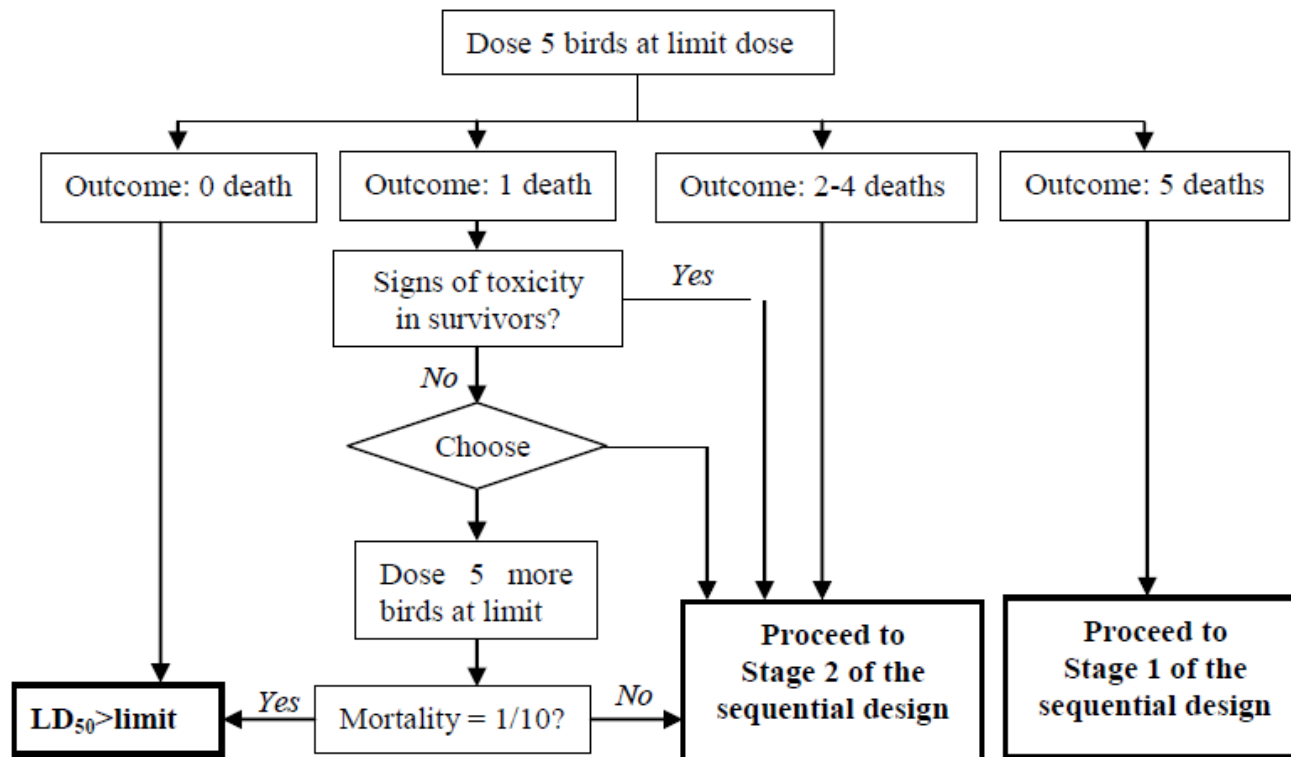 Dose 5 birds at limit dose
Outcome: 0 death
Outcome: 1 death
Outcome: 2-4 deaths
Outcome: 5 deaths
Signs of toxicity
in survivors?
Yes
No
Choose
Dose 5 more
birds at limit
Proceed to
Stage 2 of the
sequential design
Proceed to
Stage 1 of the
sequential design
LD₅₀>limit
Yes
Mortality = 1/10?
No